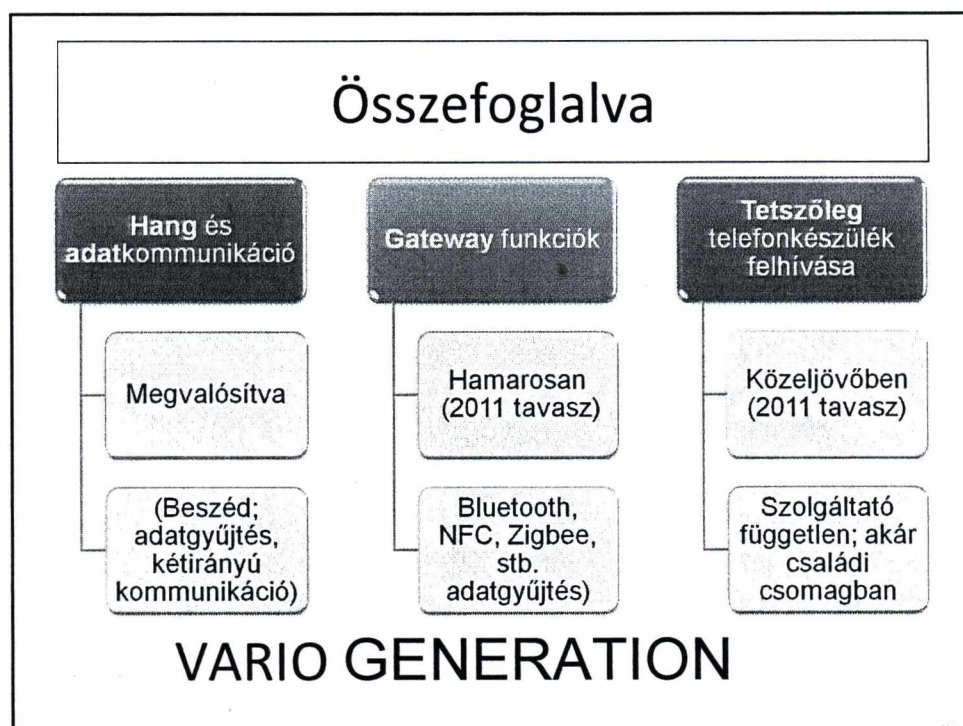 Összefoglalva
Hang és
adatkommunikáció
Megvalósítva
(Beszéd;
adatgyűjtés,
kétirányú
kommunikáció)
Gateway funkciók
Hamarosan
(2011 tavasz)
Bluetooth,
NFC, Zigbee,
stb.
adatgyűjtés)
Tetszőleg
telefonkészülék
felhívása
Közeljövőben
(2011 tavasz)
Szolgáltató
független; akár
családi
csomagban
VARIO GENERATION